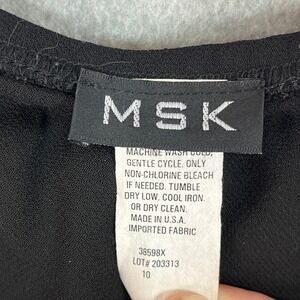 MSK
MACHINE WASH COLD,
GENTLE CYCLE. ONLY
NON-CHLORINE BLEACH
IF NEEDED. TUMBLE
DRY LOW. COOL IRON.
OR DRY CLEAN.
MADE IN U.S.A.
IMPORTED FABRIC
38598X
LOT# 203313
10